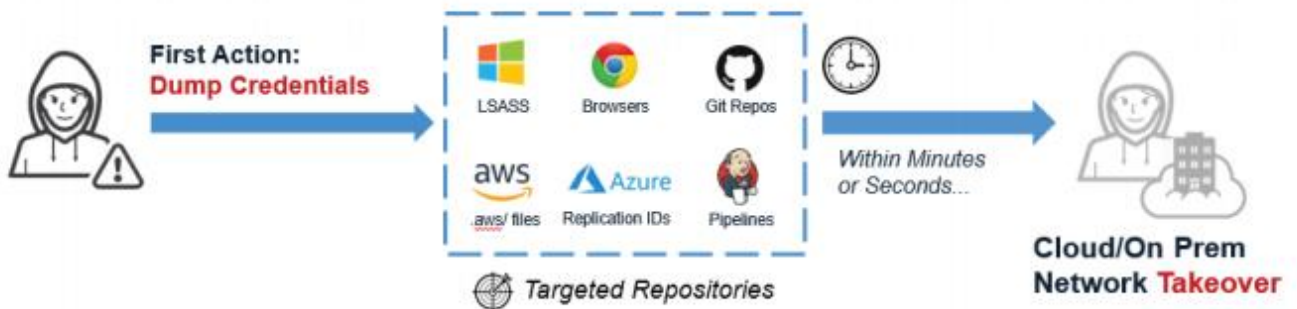 First Action:
Dump Credentials
LSASS
Browsers
Git Repos
aws
Azure
.aws/ files
Replication IDs
Pipelines
Targeted Repositories
Within Minutes
or Seconds...
Cloud/On Prem
Network Takeover